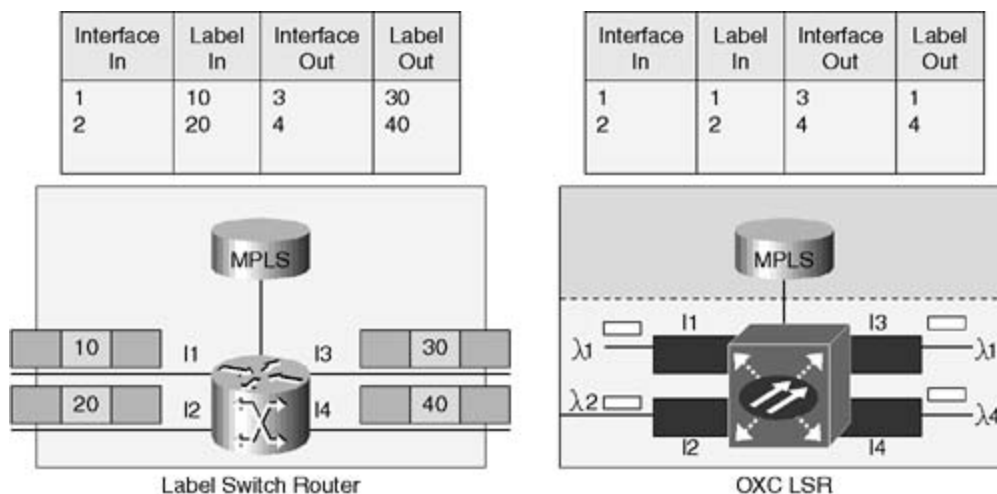 Interface In Label In Interface Out Label Out
1 10 3 30
2 20 4 40
MPLS
10 I1 I3 30
20 I2 I4 40
Label Switch Router
Interface In Label In Interface Out Label Out
1 1 3 1
2 2 4 4
MPLS
λ1 I1 I3 λ1
λ2 I2 I4 λ4
OXC LSR